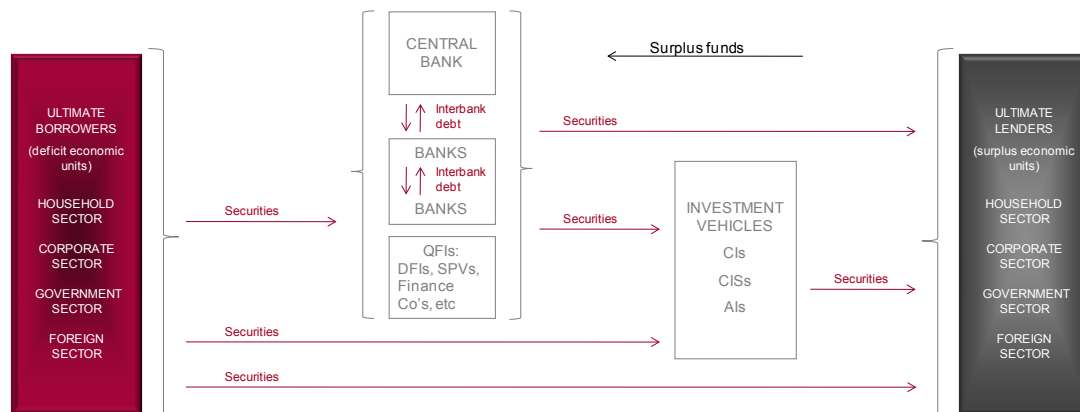 ULTIMATE
BORROWERS
(deficit economic
units)
HOUSEHOLD
SECTOR
CORPORATE
SECTOR
GOVERNMENT
SECTOR
FOREIGN
SECTOR
Securities
Securities
Securities
CENTRAL
BANK
Interbank
debt
BANKS
Interbank
debt
BANKS
QFIs:
DFIs, SPVs,
Finance
Co's, etc
Surplus funds
Securities
Securities
INVESTMENT
VEHICLES
CIs
CISs
AIs
Securities
ULTIMATE
LENDERS
(surplus economic
units)
HOUSEHOLD
SECTOR
CORPORATE
SECTOR
GOVERNMENT
SECTOR
FOREIGN
SECTOR